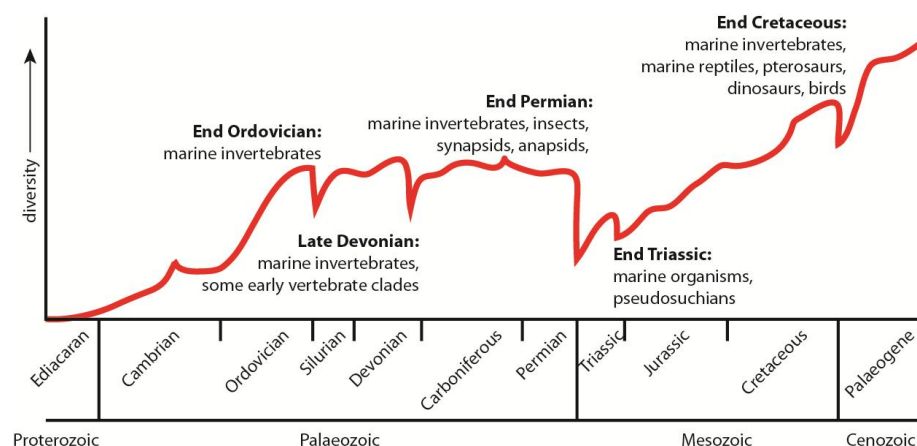 End Cretaceous:
marine invertebrates,
marine reptiles, pterosaurs,
dinosaurs, birds
End Permian:
marine invertebrates, insects,
synapsids, anapsids,
End Ordovician:
marine invertebrates
diversity
Late Devonian:
marine invertebrates,
some early vertebrate clades
End Triassic:
marine organisms,
pseudosuchians
Ediacaran
Cambrian
Ordovician
Silurian
Devonian
Carboniferous
Permian
Triassic
Jurassic
Cretaceous
Palaeogene
Proterozoic
Palaeozoic
Mesozoic
Cenozoic